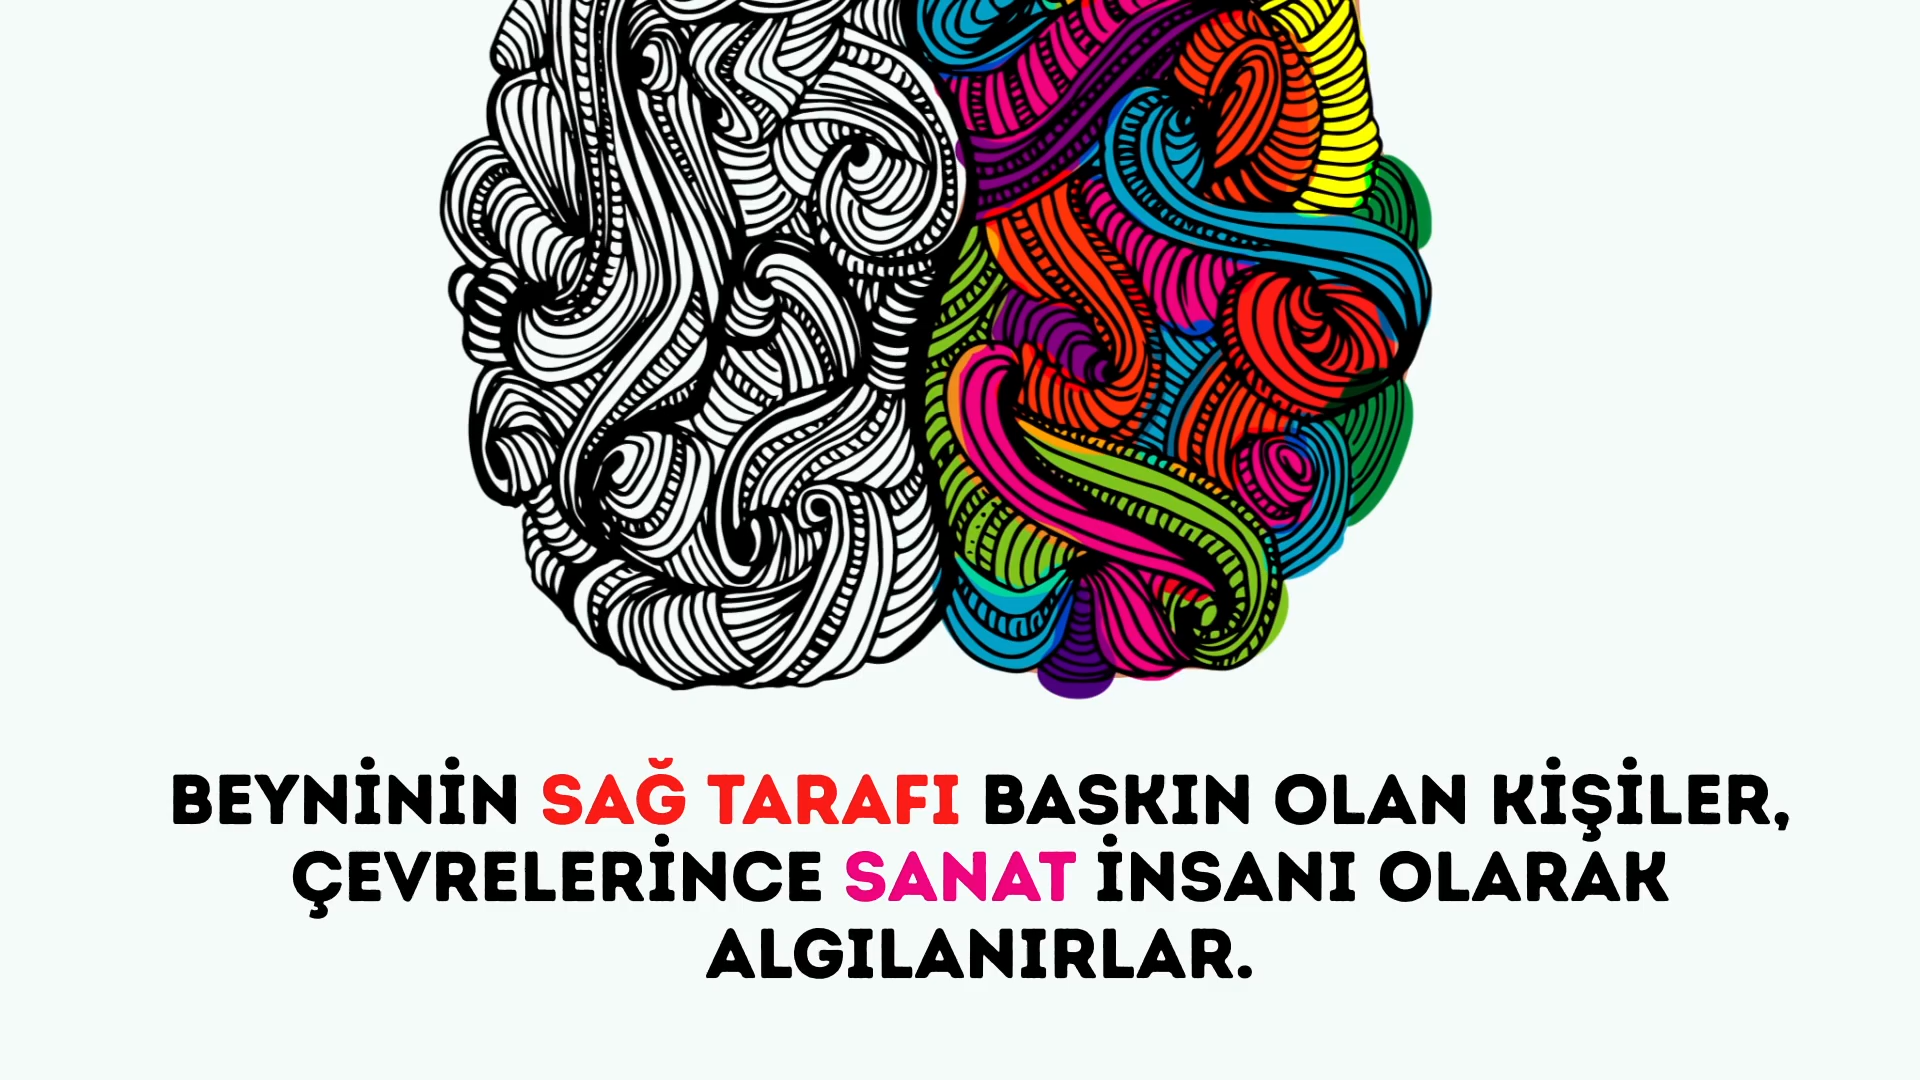 BEYNİNİN SAĞ TARAFI BASKIN OLAN KİŞİLER,
ÇEVRELERİNCE SANAT İNSANI OLARAK
ALGILANIRLAR.